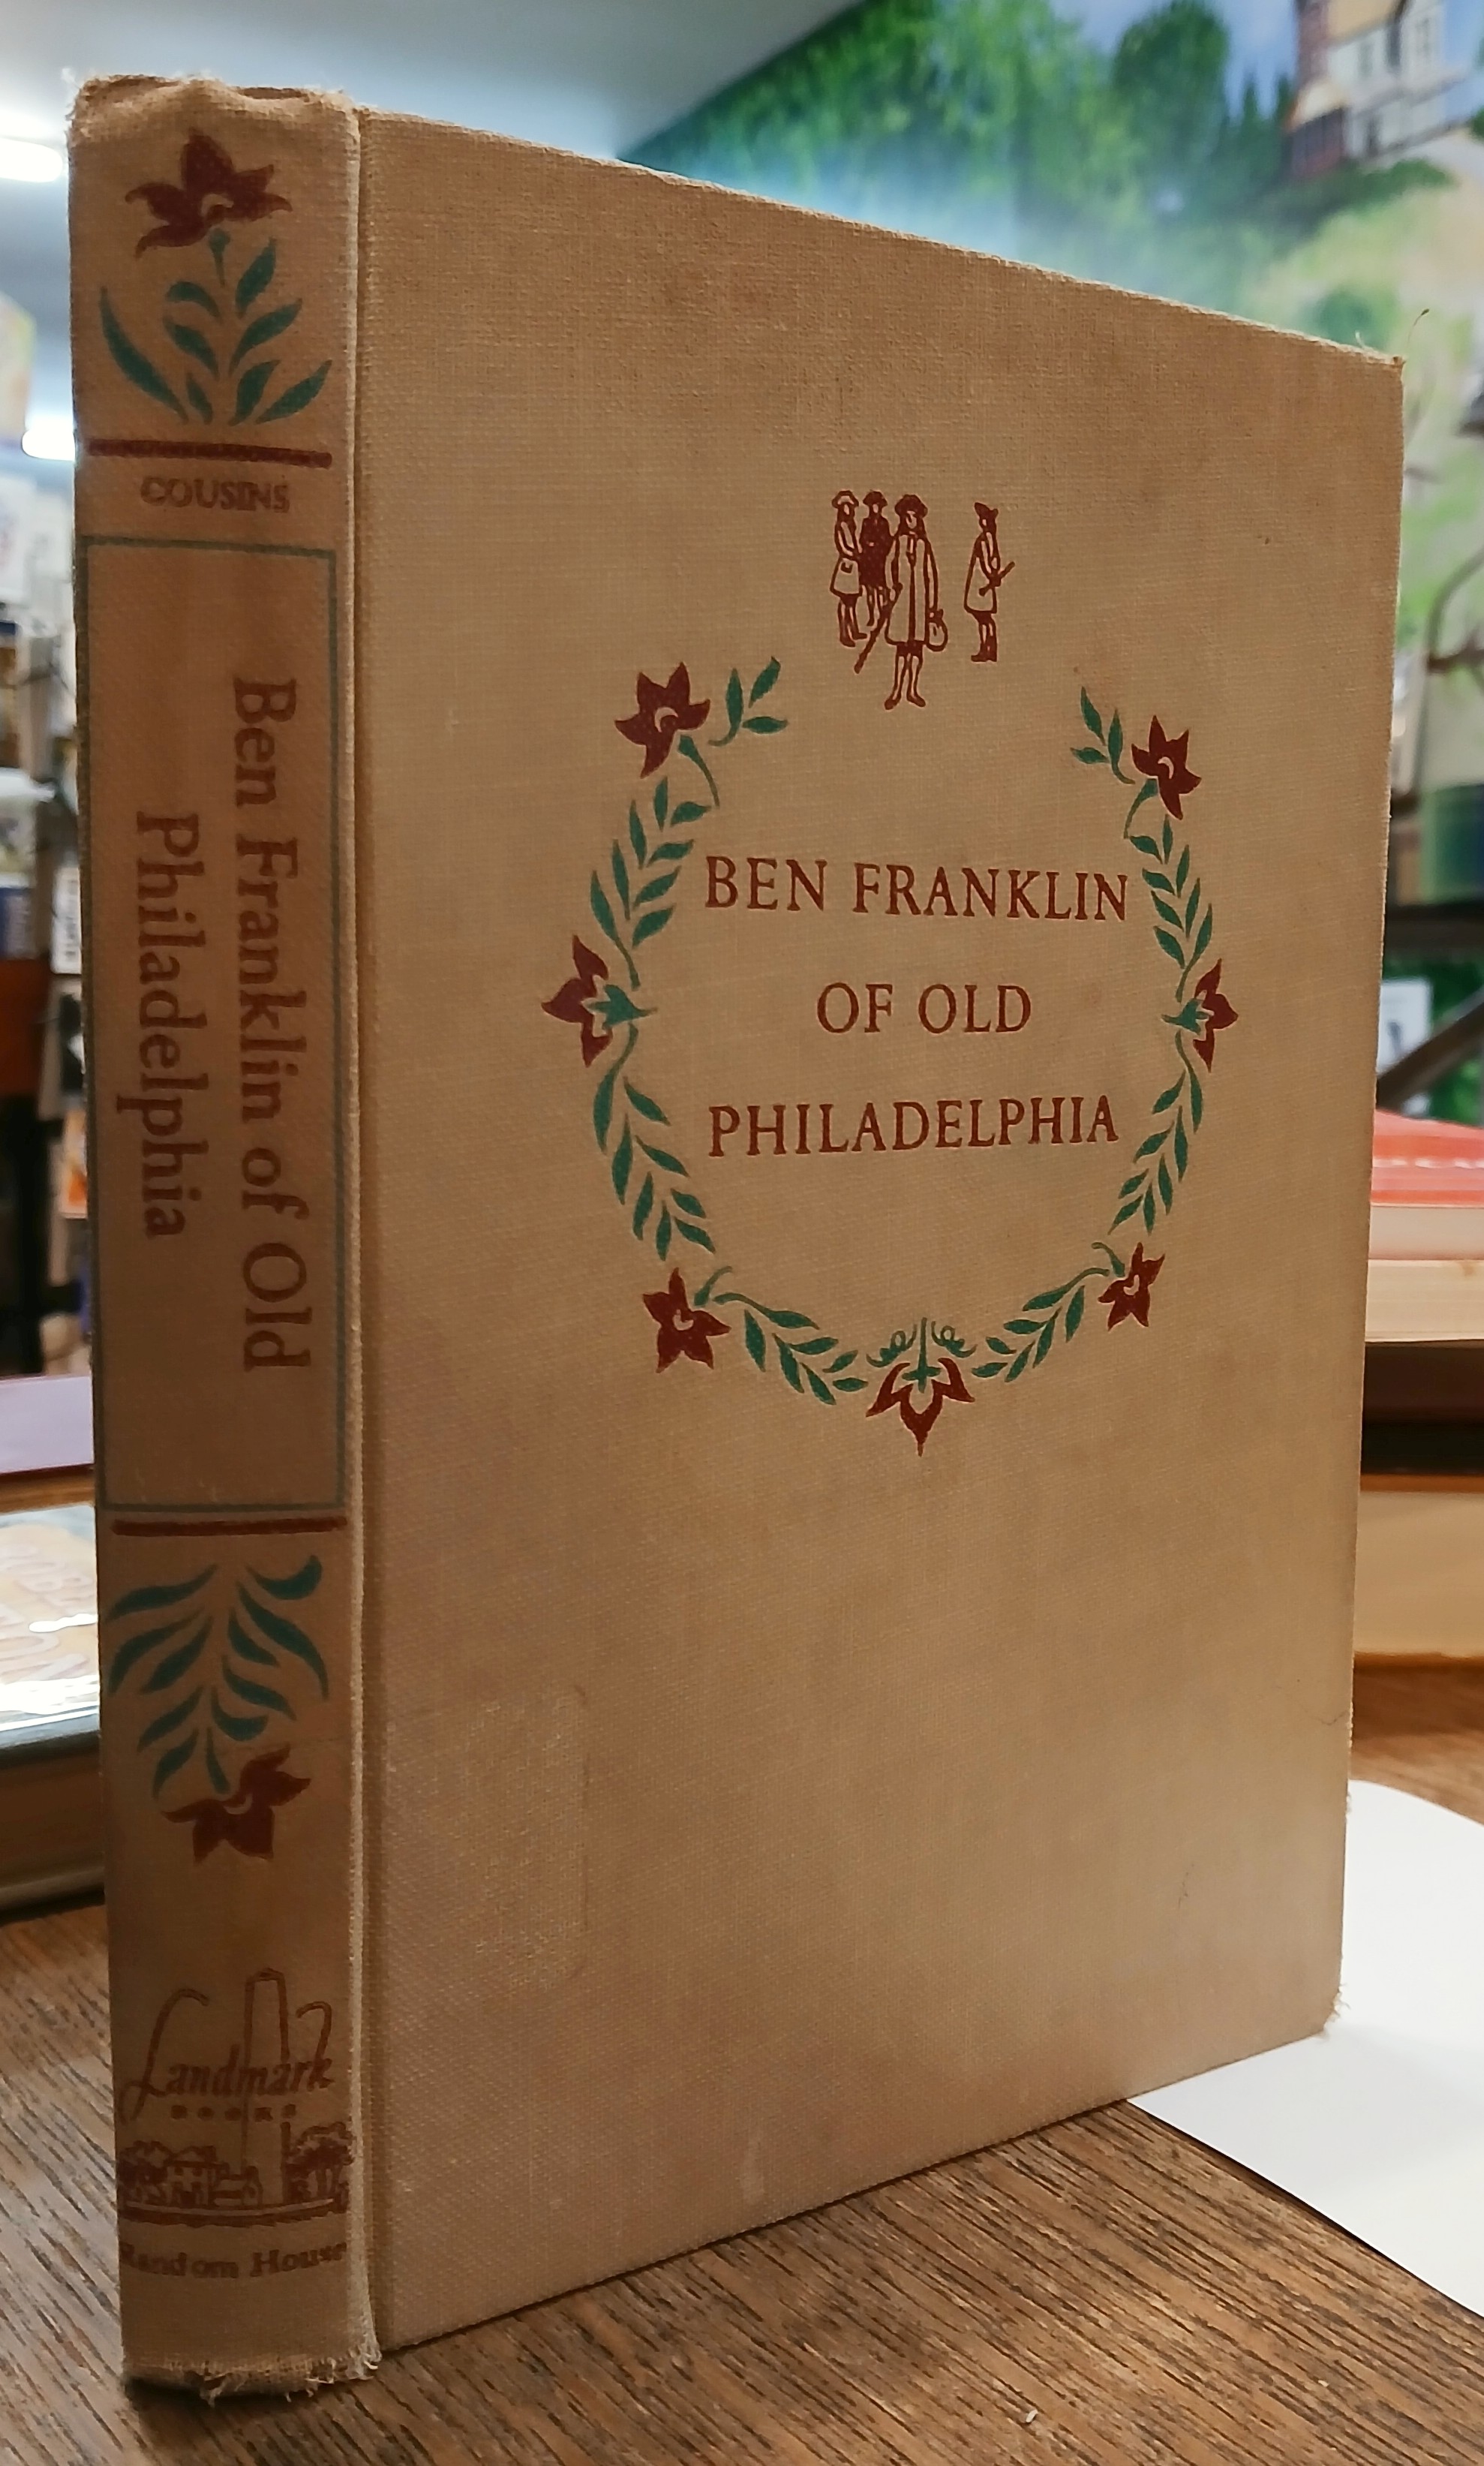 COUSINS
Ben Franklin of Old
Philadelphia
Landmark
BOOKS
Random House
BEN FRANKLIN
OF OLD
PHILADELPHIA